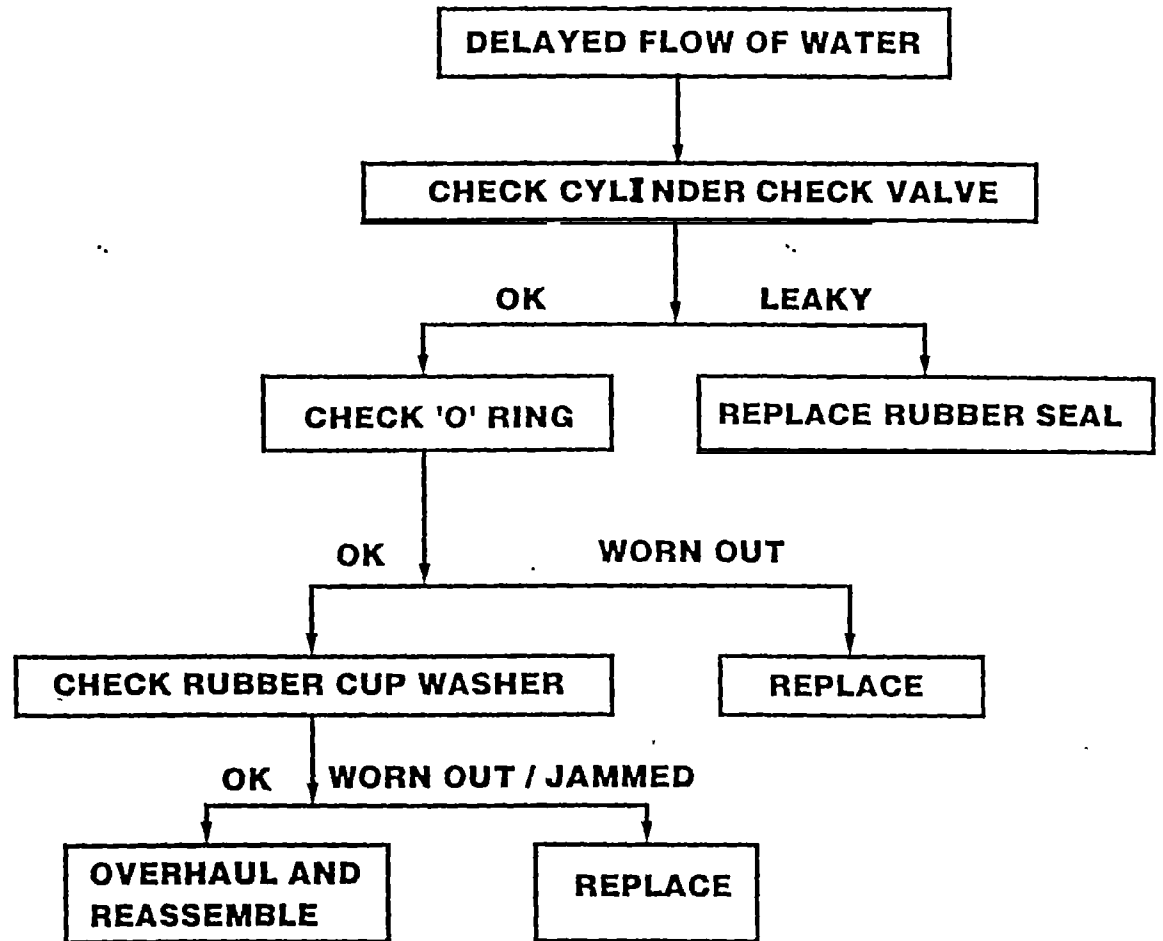 DELAYED FLOW OF WATER
CHECK CYLINDER CHECK VALVE
OK
LEAKY
CHECK 'O' RING
REPLACE RUBBER SEAL
OK
WORN OUT
CHECK RUBBER CUP WASHER
REPLACE
OK
WORN OUT / JAMMED
OVERHAUL AND
REASSEMBLE
REPLACE